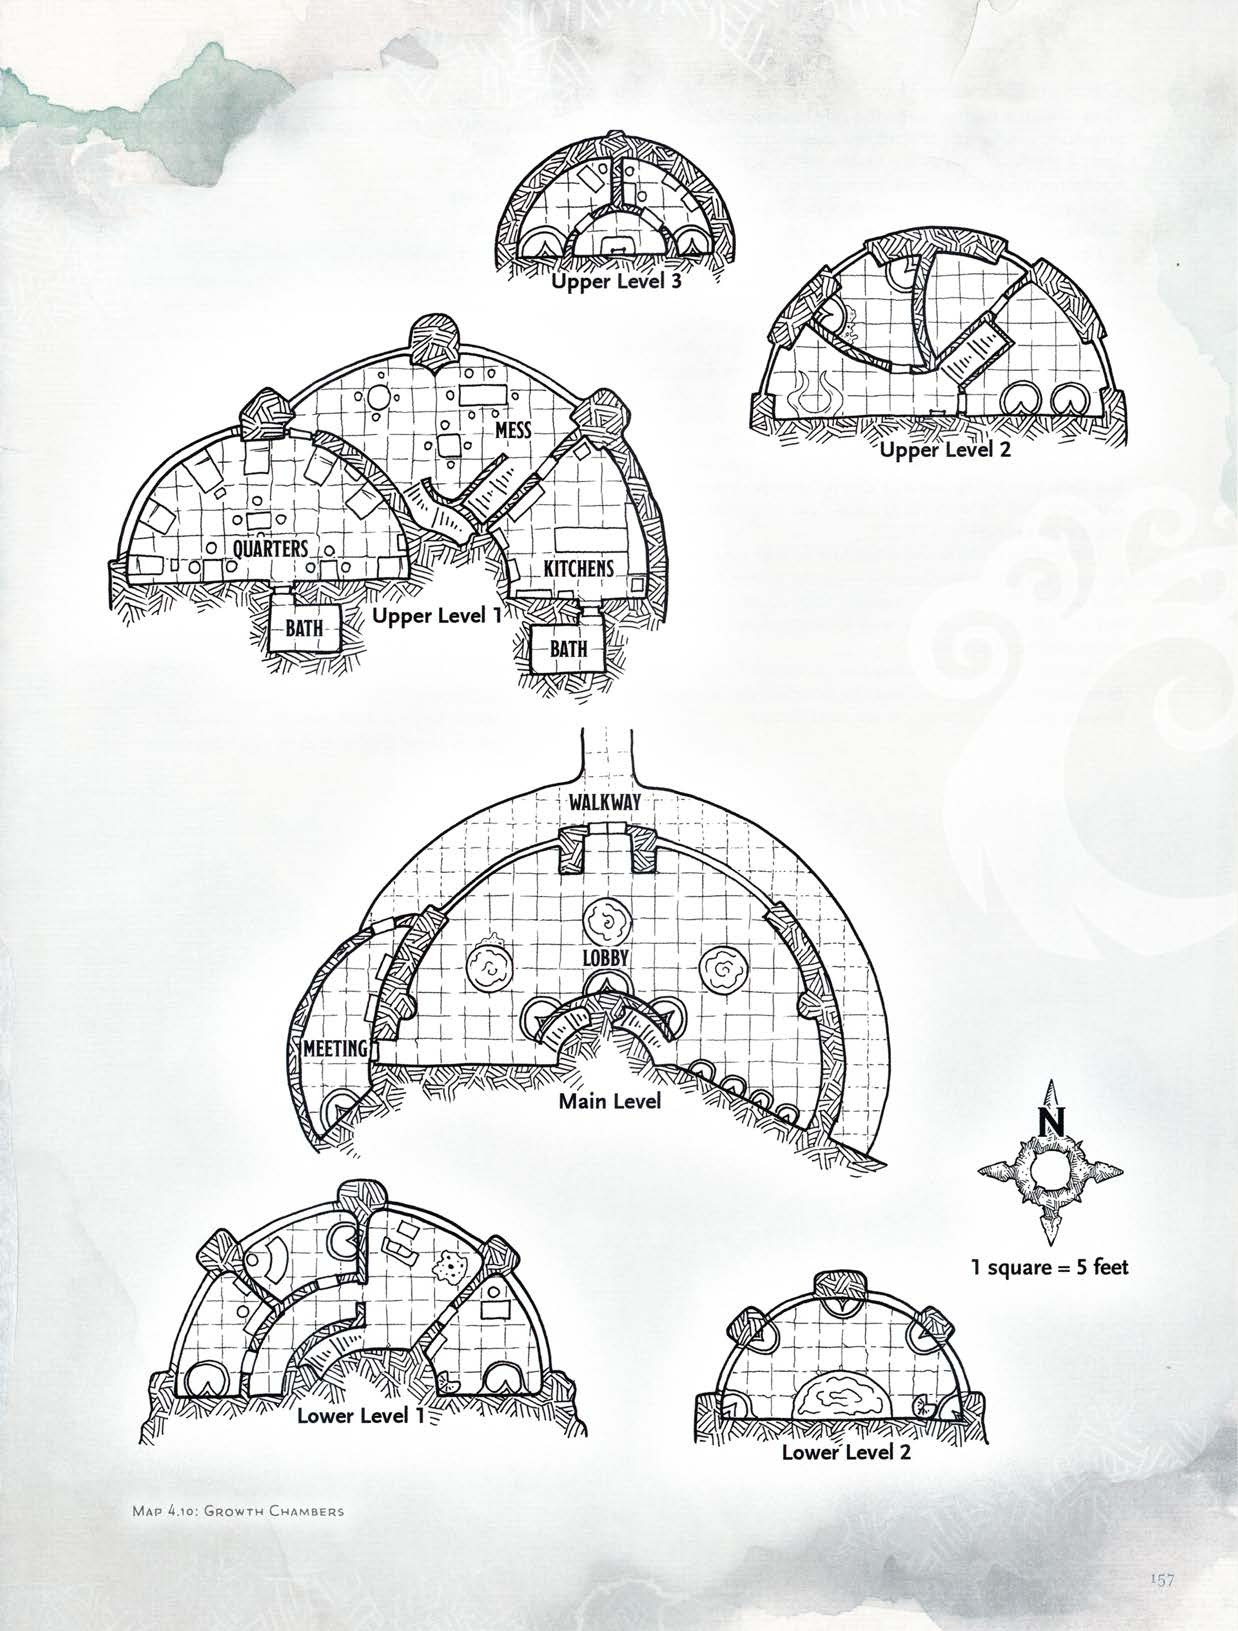 Upper Level 3
Upper Level 2
MESS
QUARTERS
KITCHENS
Upper Level 1
BATH
BATH
WALKWAY
LOBBY
MEETING
Main Level
N
1 square = 5 feet
Lower Level 1
Lower Level 2
Map 4.10: Growth Chambers
157